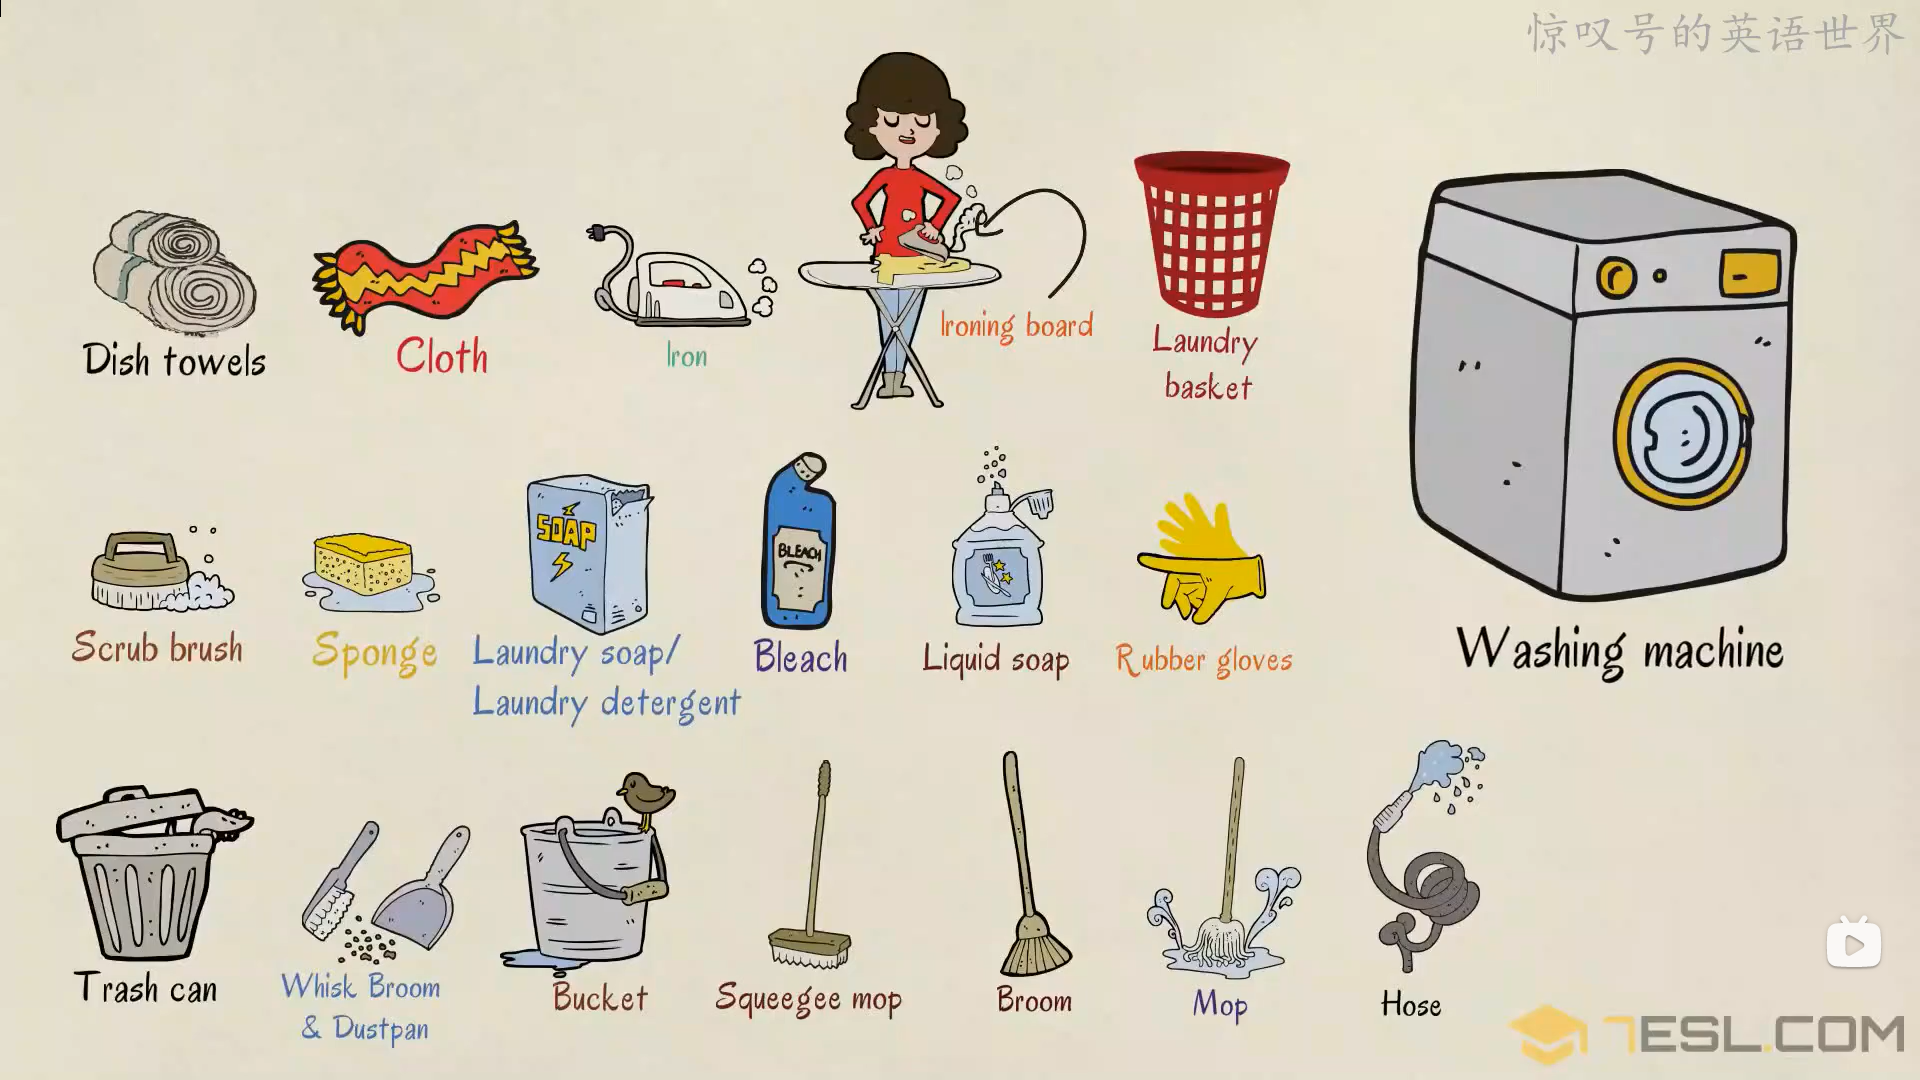 惊叹号的英语世界
Dish towels
Cloth
Iron
Ironing board
Laundry
basket
Washing machine
SOAP
BLEACH
Scrub brush
Sponge
Laundry soap/
Laundry detergent
Bleach
Liquid soap
Rubber gloves
Trash can
Whisk Broom
& Dustpan
Bucket
Squeegee mop
Broom
Mop
Hose
7ESL.COM